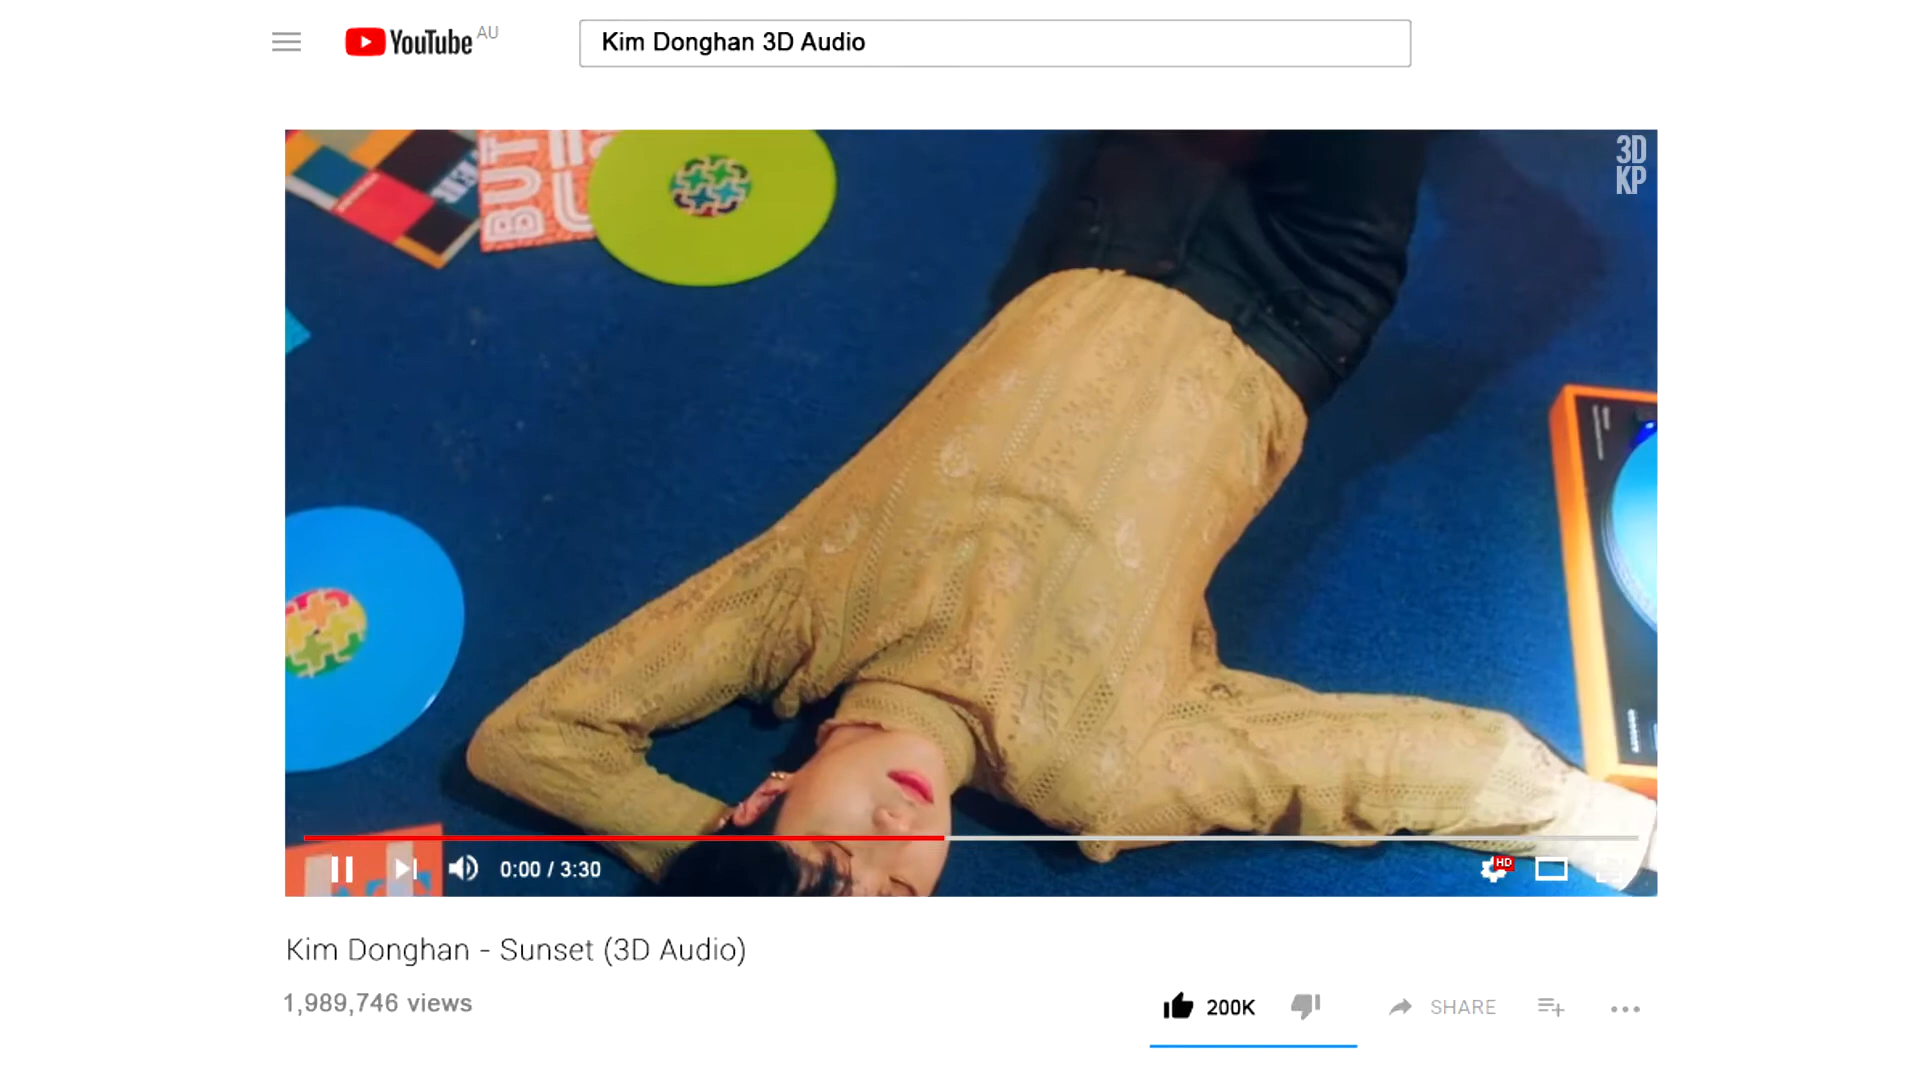 YouTube AU
Kim Donghan 3D Audio
3D
KP
BUT
0:00 / 3:30
HD
Kim Donghan - Sunset (3D Audio)
1,989,746 views
200K
SHARE